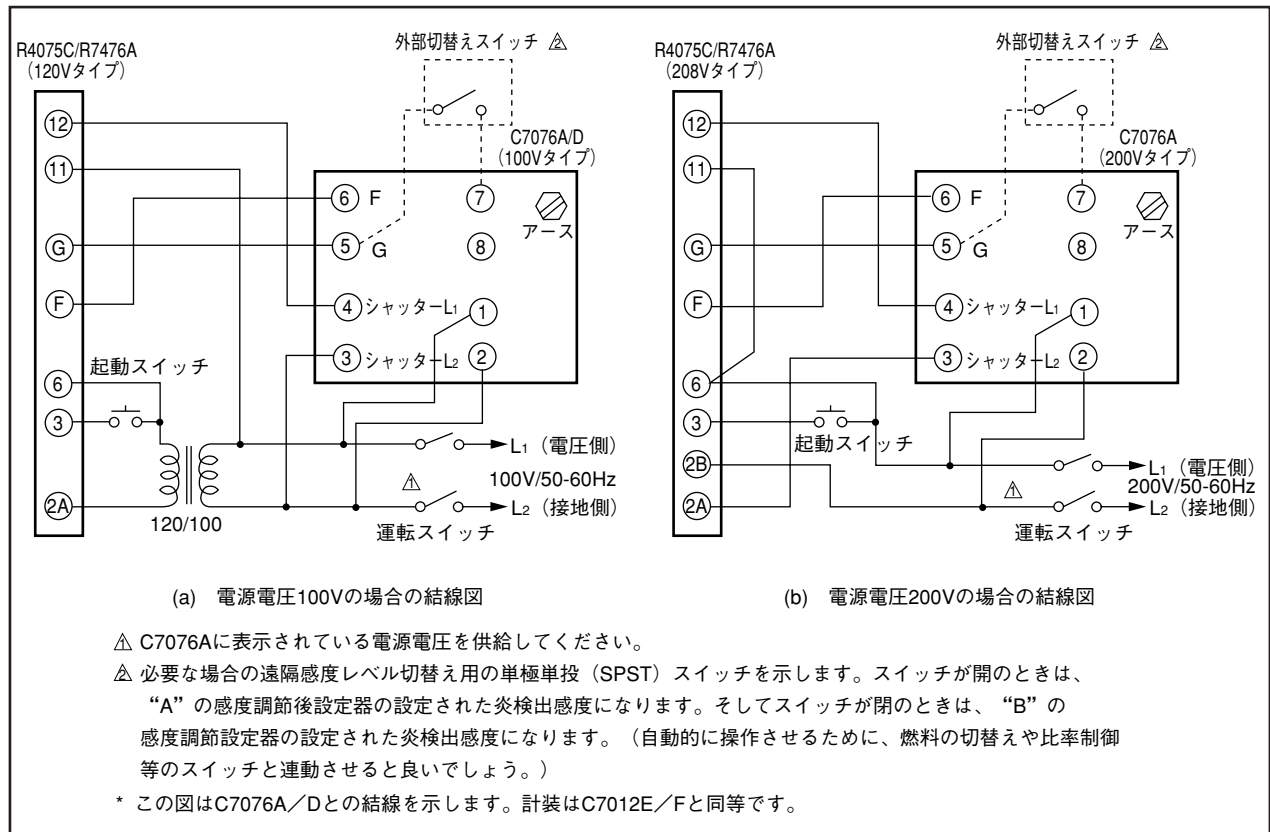 R4075C/R7476A
（120Vタイプ）
外部切替えスイッチ 2
C7076A/D
（100Vタイプ）
12
11
G
F
6
3
2A
6 F
5 G
4 シャッターL1
3 シャッターL2
7
8
1
2
アース
起動スイッチ
120/100
L1（電圧側）
100V/50-60Hz
1
L2（接地側）
運転スイッチ
(a) 電源電圧100Vの場合の結線図
R4075C/R7476A
（208Vタイプ）
外部切替えスイッチ 2
C7076A
（200Vタイプ）
12
11
G
F
6
3
2B
2A
6 F
5 G
4 シャッターL1
3 シャッターL2
7
8
1
2
アース
起動スイッチ
L1（電圧側）
200V/50-60Hz
1
L2（接地側）
運転スイッチ
(b) 電源電圧200Vの場合の結線図
1 C7076Aに表示されている電源電圧を供給してください。
2 必要な場合の遠隔感度レベル切替え用の単極単投（SPST）スイッチを示します。スイッチが開のときは、
“A”の感度調節後設定器の設定された炎検出感度になります。そしてスイッチが閉のときは、“B”の
感度調節設定器の設定された炎検出感度になります。（自動的に操作させるために、燃料の切替えや比率制御
等のスイッチと連動させると良いでしょう。）
* この図はC7076A／Dとの結線を示します。計装はC7012E／Fと同等です。